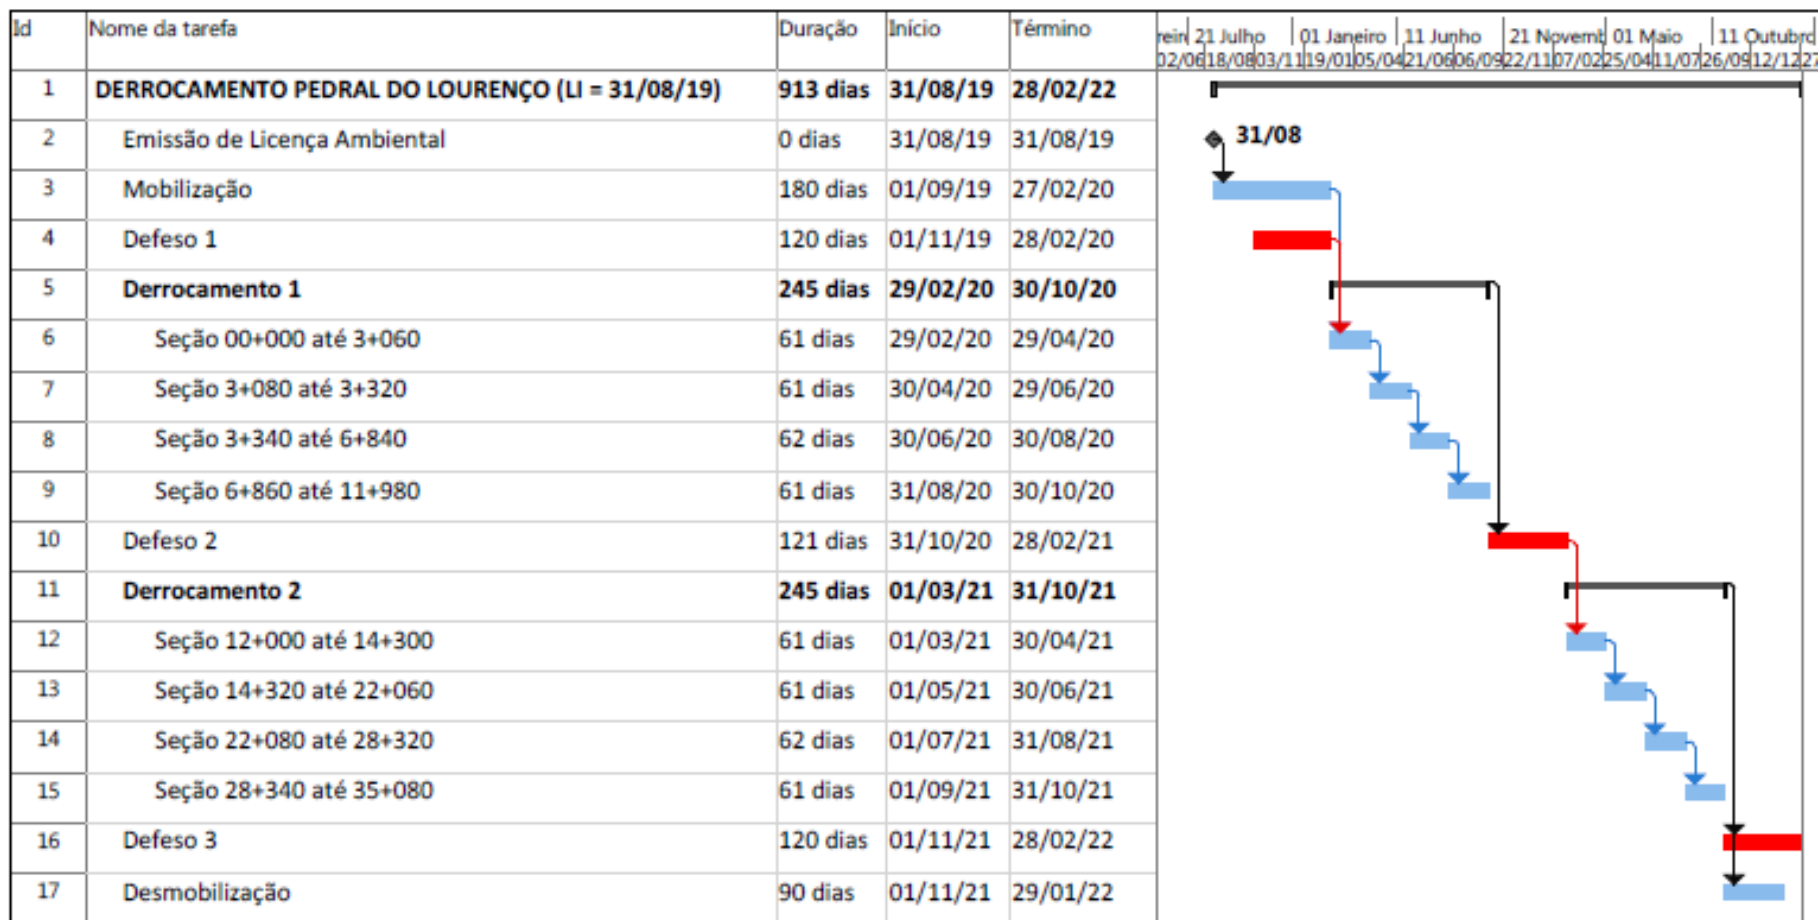 Id Nome da tarefa Duração Início Término
21 Julho 01 Janeiro 11 Junho 21 Novemb 01 Maio 11 Outubro
02/06 18/08 03/11 19/01 05/04 21/06 06/09 22/11 07/02 25/04 11/07 26/09 12/12 27
1 DERROCAMENTO PEDRAL DO LOURENÇO (LI = 31/08/19) 913 dias 31/08/19 28/02/22
2 Emissão de Licença Ambiental 0 dias 31/08/19 31/08/19 31/08
3 Mobilização 180 dias 01/09/19 27/02/20
4 Defeso 1 120 dias 01/11/19 28/02/20
5 Derrocamento 1 245 dias 29/02/20 30/10/20
6 Seção 00+000 até 3+060 61 dias 29/02/20 29/04/20
7 Seção 3+080 até 3+320 61 dias 30/04/20 29/06/20
8 Seção 3+340 até 6+840 62 dias 30/06/20 30/08/20
9 Seção 6+860 até 11+980 61 dias 31/08/20 30/10/20
10 Defeso 2 121 dias 31/10/20 28/02/21
11 Derrocamento 2 245 dias 01/03/21 31/10/21
12 Seção 12+000 até 14+300 61 dias 01/03/21 30/04/21
13 Seção 14+320 até 22+060 61 dias 01/05/21 30/06/21
14 Seção 22+080 até 28+320 62 dias 01/07/21 31/08/21
15 Seção 28+340 até 35+080 61 dias 01/09/21 31/10/21
16 Defeso 3 120 dias 01/11/21 28/02/22
17 Desmobilização 90 dias 01/11/21 29/01/22